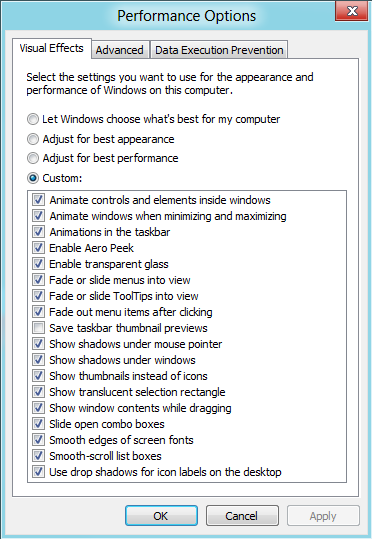 Performance Options
Visual Effects
Advanced
Data Execution Prevention
Select the settings you want to use for the appearance and
performance of Windows on this computer.
Let Windows choose what's best for my computer
Adjust for best appearance
Adjust for best performance
Custom:
Animate controls and elements inside windows
Animate windows when minimizing and maximizing
Animations in the taskbar
Enable Aero Peek
Enable transparent glass
Fade or slide menus into view
Fade or slide ToolTips into view
Fade out menu items after clicking
Save taskbar thumbnail previews
Show shadows under mouse pointer
Show shadows under windows
Show thumbnails instead of icons
Show translucent selection rectangle
Show window contents while dragging
Slide open combo boxes
Smooth edges of screen fonts
Smooth-scroll list boxes
Use drop shadows for icon labels on the desktop
OK
Cancel
Apply